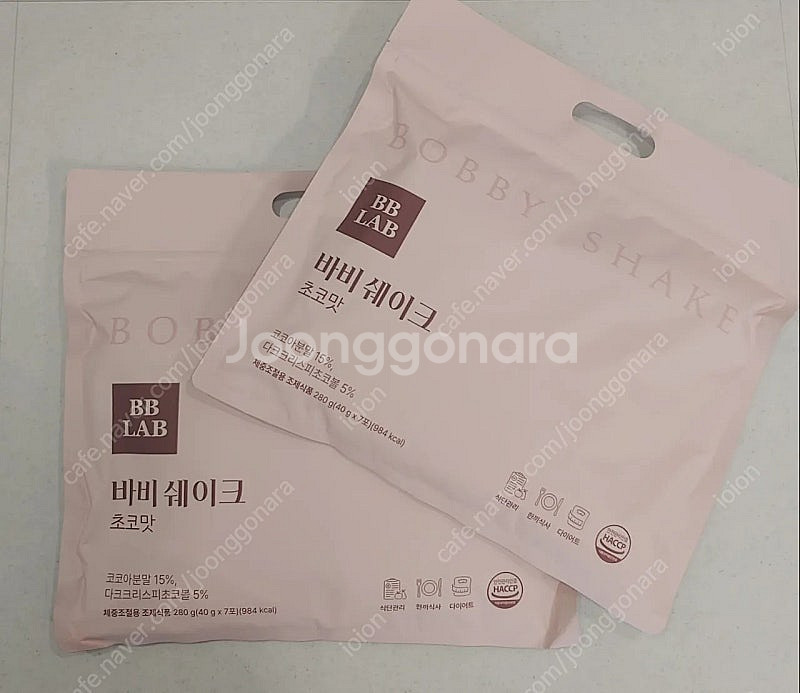 BOBBY SHAKE
BB
LAB
바비 쉐이크
초코맛
코코아분말 15%,
다크크리스피초코볼 5%
체중조절용 조제식품 280 g(40 g x 7포)(984 kcal)
식단관리 한끼식사 다이어트
HACCP
BOB
BB
LAB
바비 쉐이크
초코맛
코코아분말 15%,
다크크리스피초코볼 5%
체중조절용 조제식품 280 g(40 g x 7포)(984 kcal)
식단관리 한끼식사 다이어트
HACCP
Joonggonara
cafe.naver.com/joonggonara
ioion